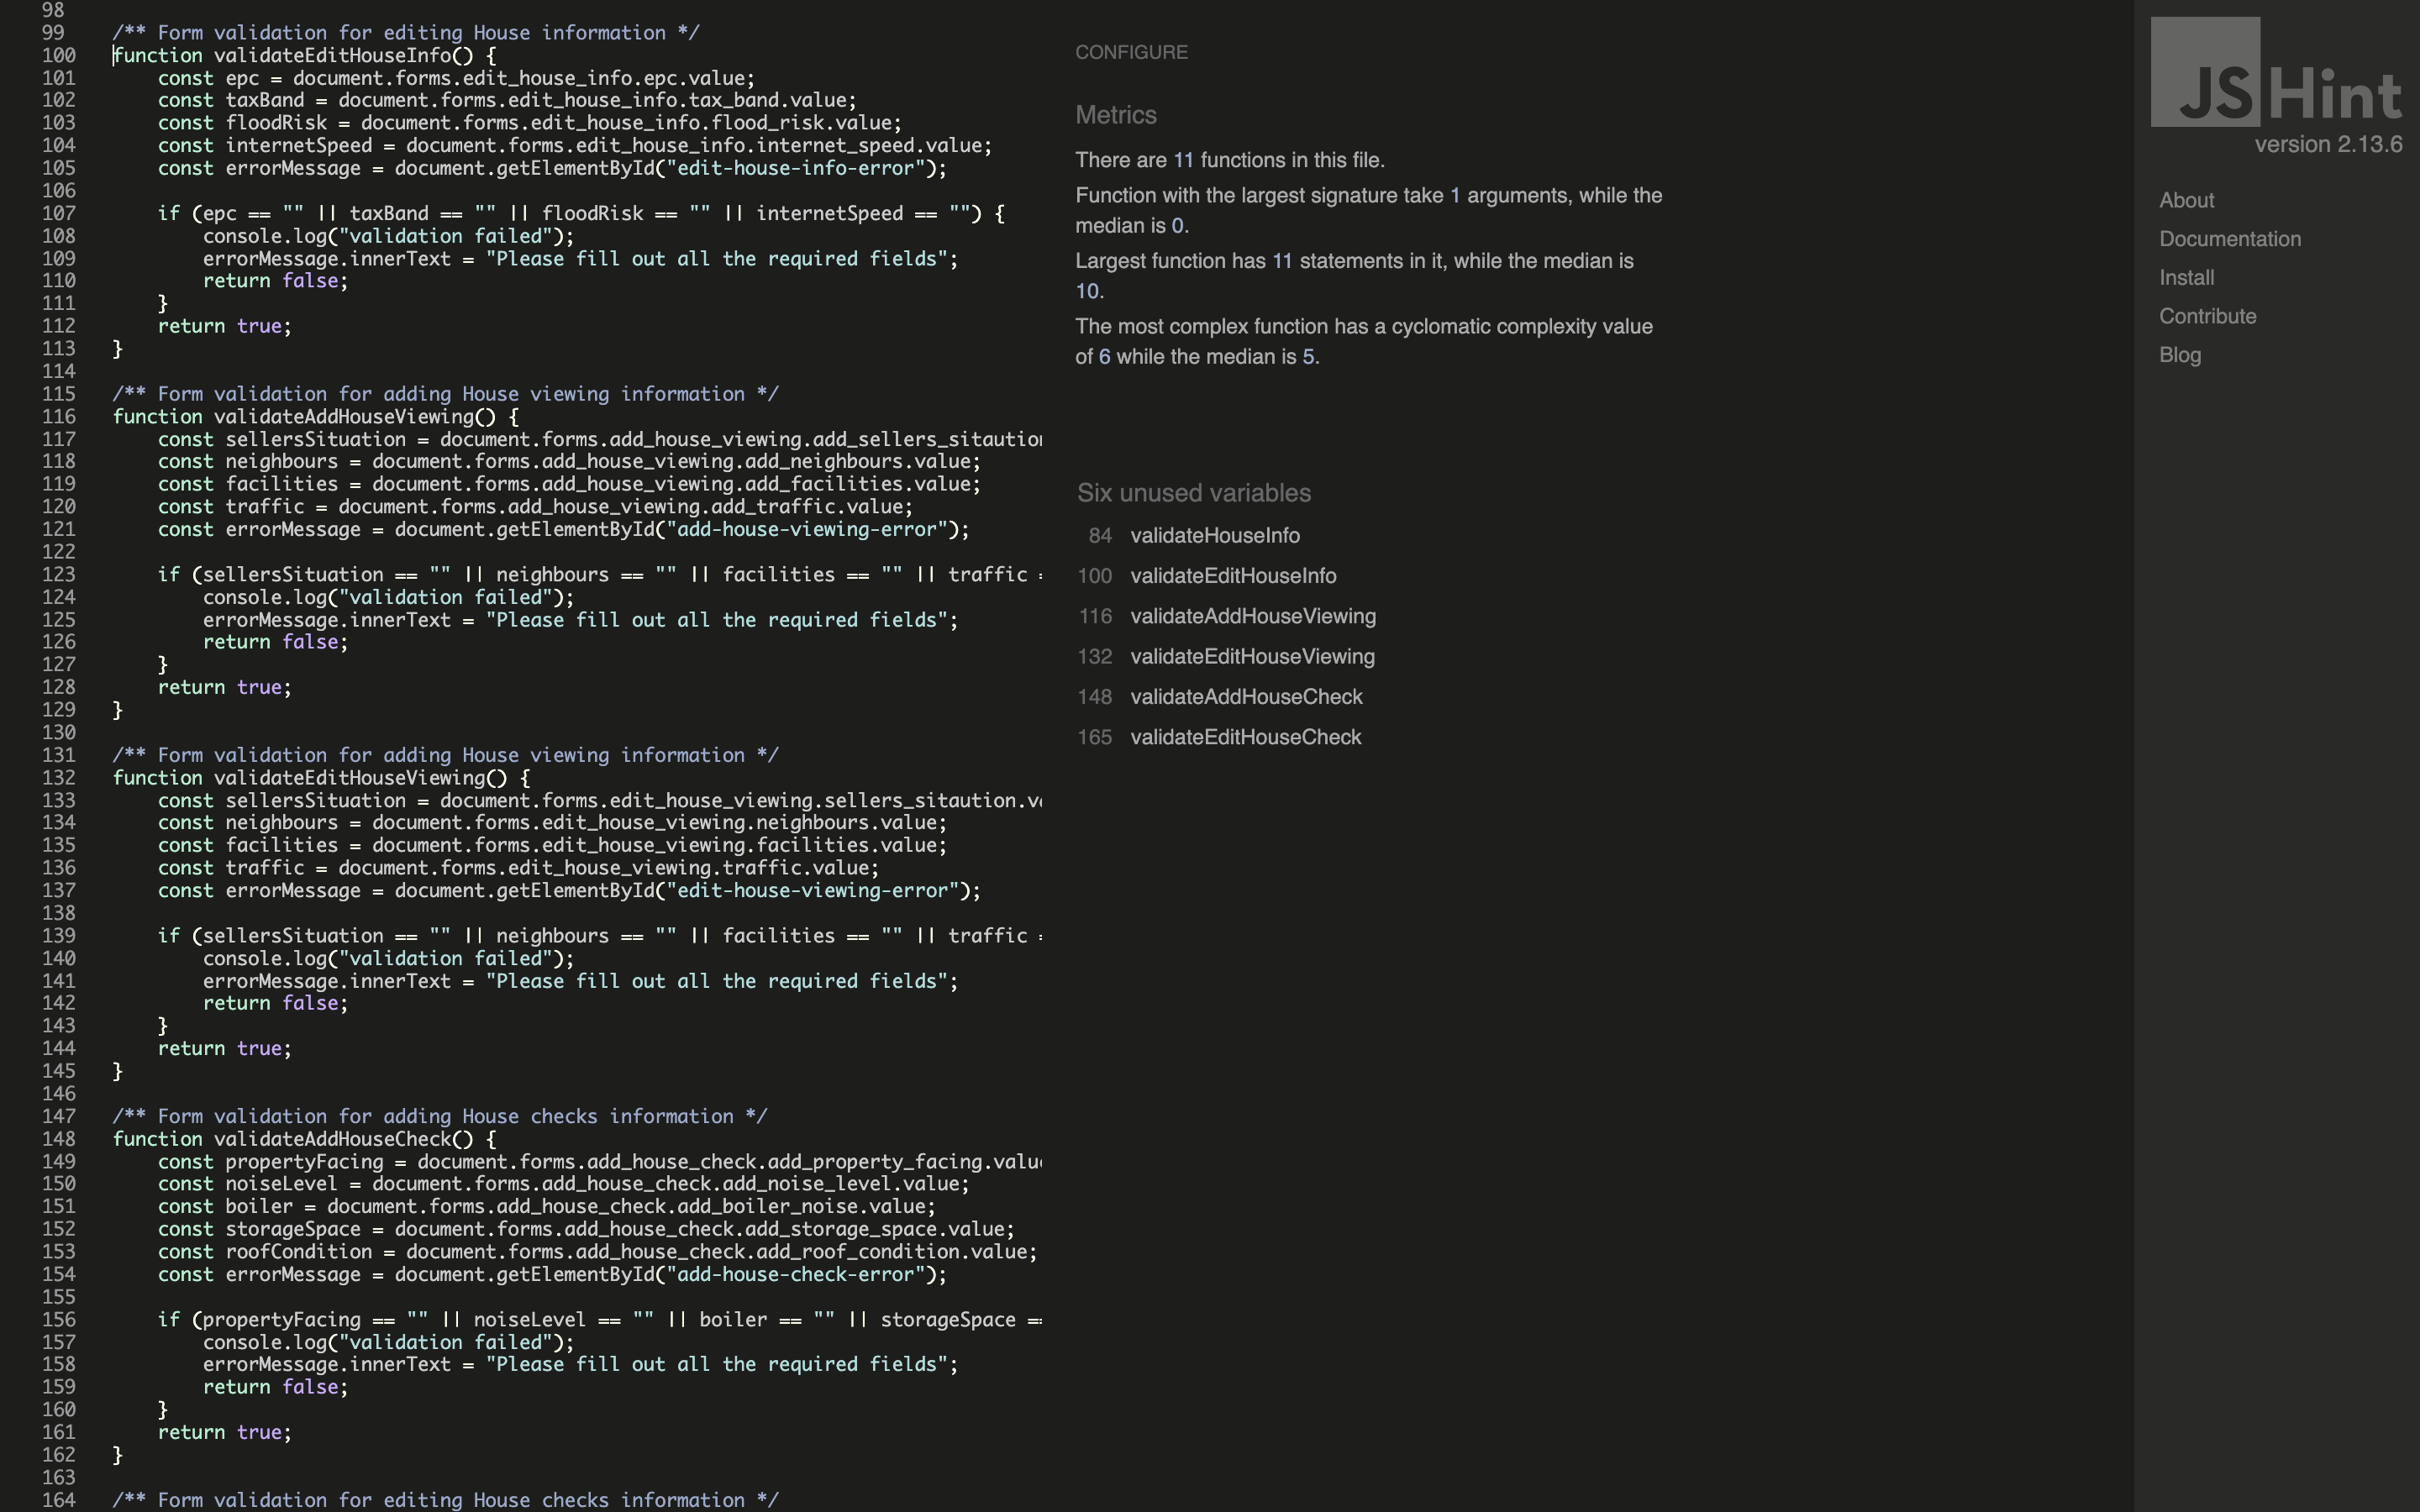 98
99 /** Form validation for editing House information */
100 function validateEditHouseInfo() {
101 const epc = document.forms.edit_house_info.epc.value;
102 const taxBand = document.forms.edit_house_info.tax_band.value;
103 const floodRisk = document.forms.edit_house_info.flood_risk.value;
104 const internetSpeed = document.forms.edit_house_info.internet_speed.value;
105 const errorMessage = document.getElementById("edit-house-info-error");
106
107 if (epc == "" || taxBand == "" || floodRisk == "" || internetSpeed == "") {
108 console.log("validation failed");
109 errorMessage.innerText = "Please fill out all the required fields";
110 return false;
111 }
112 return true;
113 }
114
115 /** Form validation for adding House viewing information */
116 function validateAddHouseViewing() {
117 const sellersSituation = document.forms.add_house_viewing.add_sellers_sitaution
118 const neighbours = document.forms.add_house_viewing.add_neighbours.value;
119 const facilities = document.forms.add_house_viewing.add_facilities.value;
120 const traffic = document.forms.add_house_viewing.add_traffic.value;
121 const errorMessage = document.getElementById("add-house-viewing-error");
122
123 if (sellersSituation == "" || neighbours == "" || facilities == "" || traffic =
124 console.log("validation failed");
125 errorMessage.innerText = "Please fill out all the required fields";
126 return false;
127 }
128 return true;
129 }
130
131 /** Form validation for adding House viewing information */
132 function validateEditHouseViewing() {
133 const sellersSituation = document.forms.edit_house_viewing.sellers_sitaution.va
134 const neighbours = document.forms.edit_house_viewing.neighbours.value;
135 const facilities = document.forms.edit_house_viewing.facilities.value;
136 const traffic = document.forms.edit_house_viewing.traffic.value;
137 const errorMessage = document.getElementById("edit-house-viewing-error");
138
139 if (sellersSituation == "" || neighbours == "" || facilities == "" || traffic =
140 console.log("validation failed");
141 errorMessage.innerText = "Please fill out all the required fields";
142 return false;
143 }
144 return true;
145 }
146
147 /** Form validation for adding House checks information */
148 function validateAddHouseCheck() {
149 const propertyFacing = document.forms.add_house_check.add_property_facing.valu
150 const noiseLevel = document.forms.add_house_check.add_noise_level.value;
151 const boiler = document.forms.add_house_check.add_boiler_noise.value;
152 const storageSpace = document.forms.add_house_check.add_storage_space.value;
153 const roofCondition = document.forms.add_house_check.add_roof_condition.value;
154 const errorMessage = document.getElementById("add-house-check-error");
155
156 if (propertyFacing == "" || noiseLevel == "" || boiler == "" || storageSpace ==
157 console.log("validation failed");
158 errorMessage.innerText = "Please fill out all the required fields";
159 return false;
160 }
161 return true;
162 }
163
164 /** Form validation for editing House checks information */
CONFIGURE
Metrics
There are 11 functions in this file.
Function with the largest signature take 1 arguments, while the
median is 0.
Largest function has 11 statements in it, while the median is
10.
The most complex function has a cyclomatic complexity value
of 6 while the median is 5.
Six unused variables
84 validateHouseInfo
100 validateEditHouseInfo
116 validateAddHouseViewing
132 validateEditHouseViewing
148 validateAddHouseCheck
165 validateEditHouseCheck
JSHint
version 2.13.6
About
Documentation
Install
Contribute
Blog